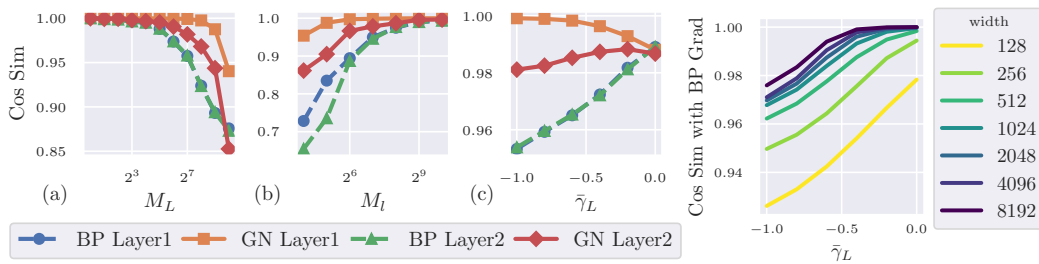 Cos Sim
1.00
0.95
0.90
0.85
2^3
2^7
(a)
M_L
1.0
0.9
0.8
0.7
2^6
2^9
(b)
M_l
1.00
0.98
0.96
−1.0
−0.5
0.0
(c)
γ̄_L
BP Layer1
GN Layer1
BP Layer2
GN Layer2
Cos Sim with BP Grad
1.00
0.98
0.96
0.94
−1.0
−0.5
0.0
γ̄_L
width
128
256
512
1024
2048
4096
8192